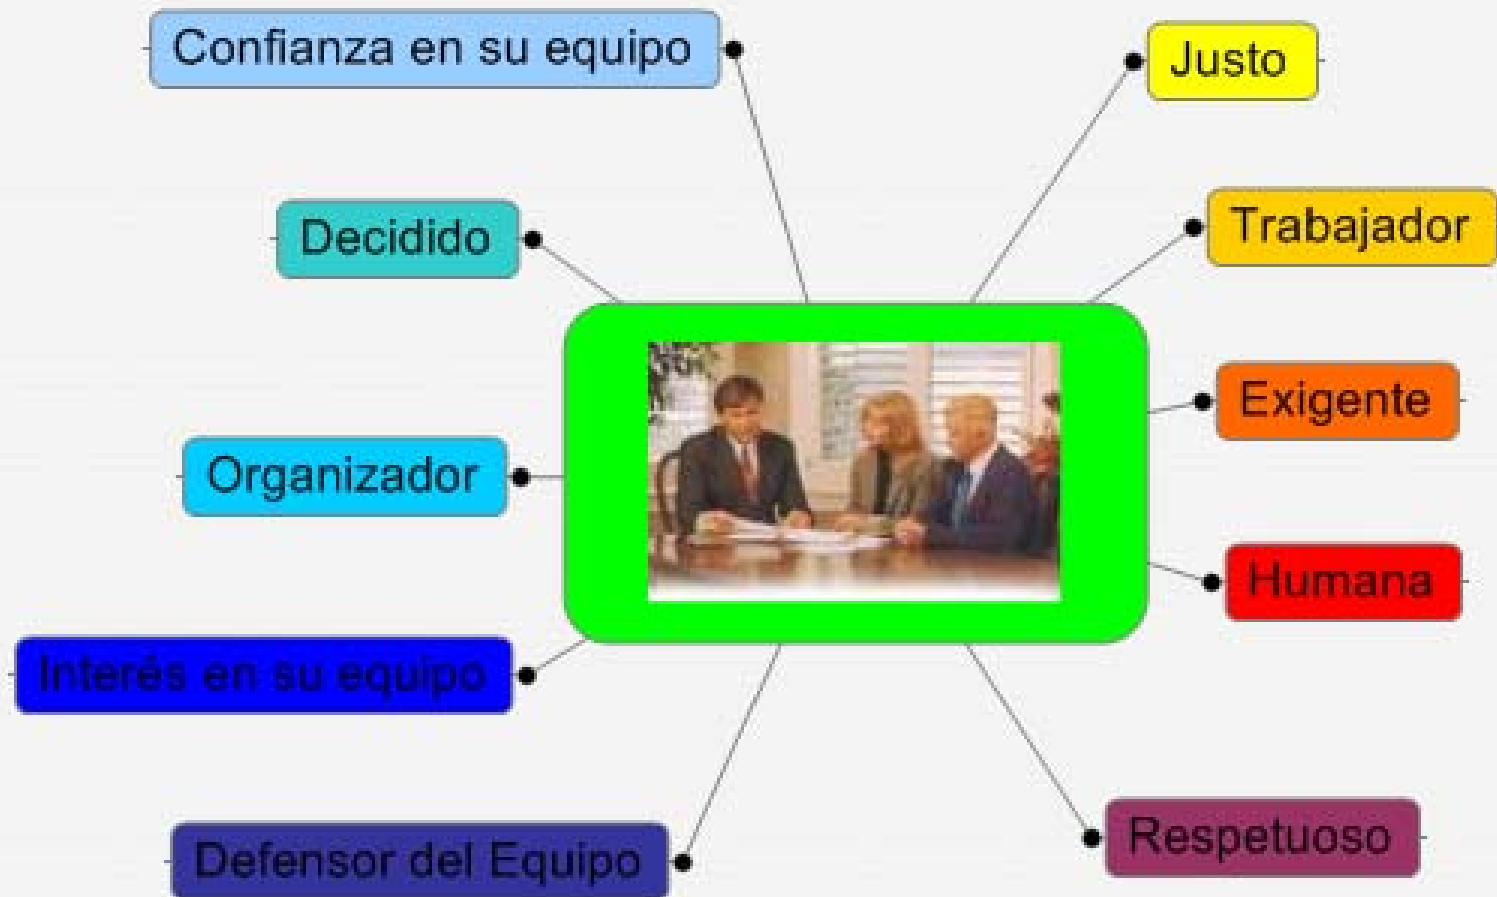 Confianza en su equipo
Justo
Decidido
Trabajador
Exigente
Organizador
Humana
Interés en su equipo
Respetuoso
Defensor del Equipo